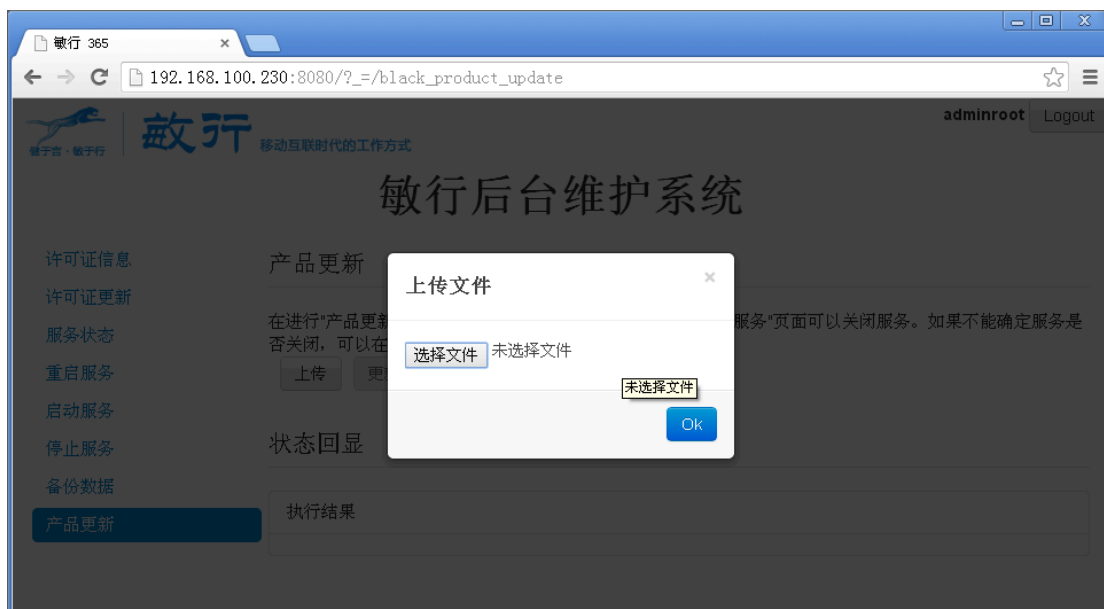 敏行 365
192.168.100.230:8080/?_=/black_product_update
adminroot Logout
敏于言·敏于行
敏行 移动互联时代的工作方式
敏行后台维护系统
许可证信息
许可证更新
服务状态
重启服务
启动服务
停止服务
备份数据
产品更新
产品更新
在进行"产品更新
服务"页面可以关闭服务。如果不能确定服务是
否关闭，可以在
上传
上传文件
×
选择文件 未选择文件
未选择文件
Ok
状态回显
执行结果